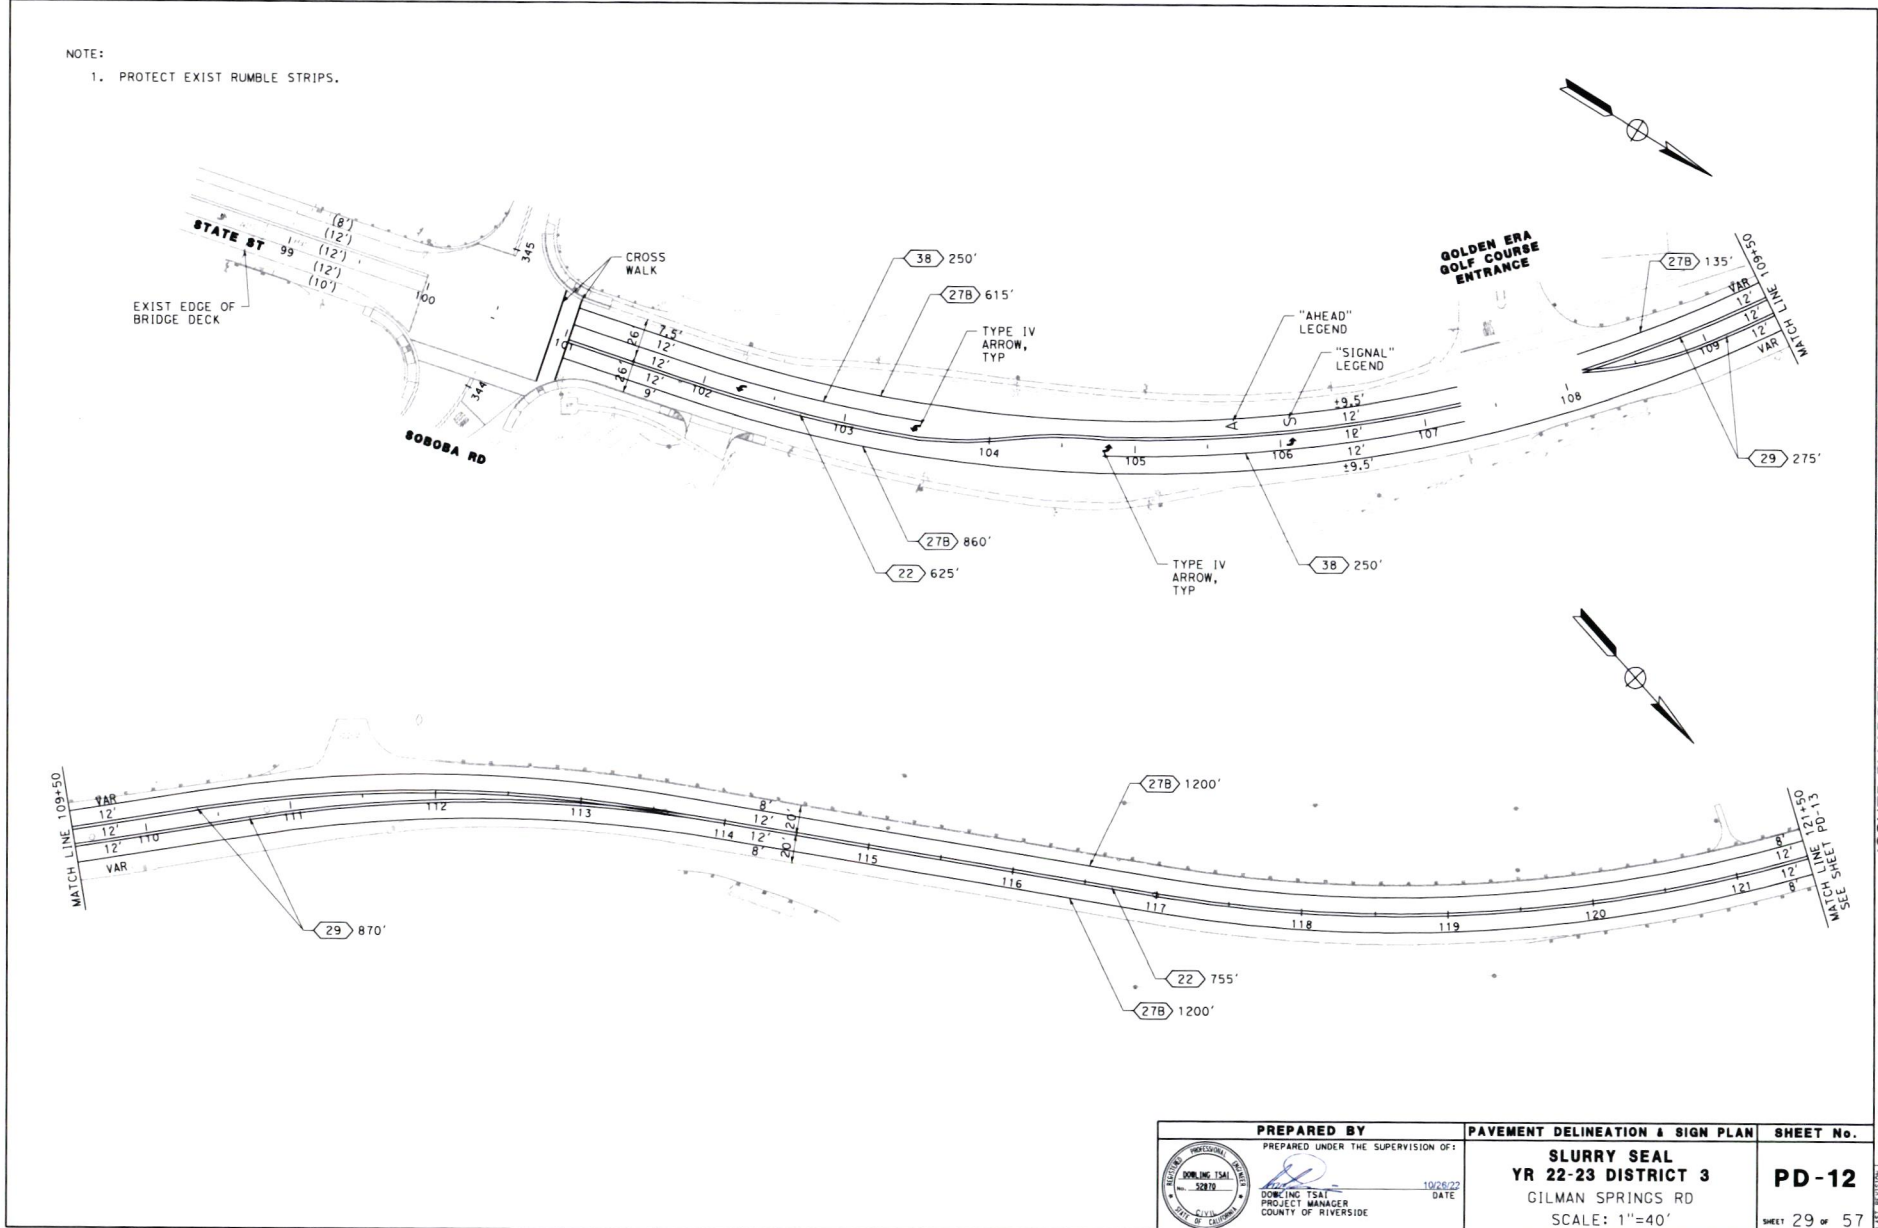 NOTE:
1. PROTECT EXIST RUMBLE STRIPS.
STATE ST
99
(8')
(12')
(12')
(12')
(10')
100
345
EXIST EDGE OF
BRIDGE DECK
CROSS
WALK
101
344
SOBOBA RD
7.5'
12'
12'
12'
9'
26'
26'
102
103
104
105
106
107
108
109
38 250'
27B 615'
TYPE IV
ARROW,
TYP
"AHEAD"
LEGEND
"SIGNAL"
LEGEND
A
S
±9.5'
12'
12'
12'
±9.5'
GOLDEN ERA
GOLF COURSE
ENTRANCE
27B 135'
VAR
12'
12'
12'
VAR
MATCH LINE 109+50
29 275'
27B 860'
22 625'
TYPE IV
ARROW,
TYP
38 250'
MATCH LINE 109+50
VAR
12'
12'
12'
VAR
110
111
112
113
114
115
116
117
118
119
120
121
8'
12'
12'
8'
20'
20'
27B 1200'
29 870'
22 755'
27B 1200'
8'
12'
12'
8'
MATCH LINE 121+50
SEE SHEET PD-13
PREPARED BY
PREPARED UNDER THE SUPERVISION OF:
REGISTERED PROFESSIONAL ENGINEER
DOWLING TSAI
No. 52870
CIVIL
STATE OF CALIFORNIA
10/26/22
DOWLING TSAI DATE
PROJECT MANAGER
COUNTY OF RIVERSIDE
PAVEMENT DELINEATION & SIGN PLAN
SLURRY SEAL
YR 22-23 DISTRICT 3
GILMAN SPRINGS RD
SCALE: 1"=40'
SHEET No.
PD-12
SHEET 29 OF 57